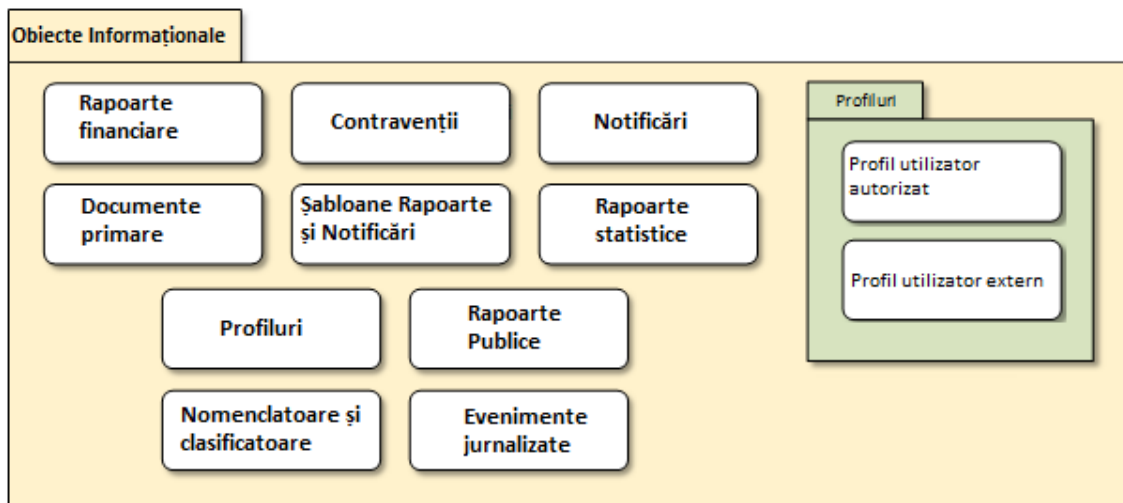 Obiecte Informaționale
Rapoarte
financiare
Contravenții
Notificări
Documente
primare
Șabloane Rapoarte
și Notificări
Rapoarte
statistice
Profiluri
Rapoarte
Publice
Nomenclatoare și
clasificatoare
Evenimente
jurnalizate
Profiluri
Profil utilizator
autorizat
Profil utilizator extern